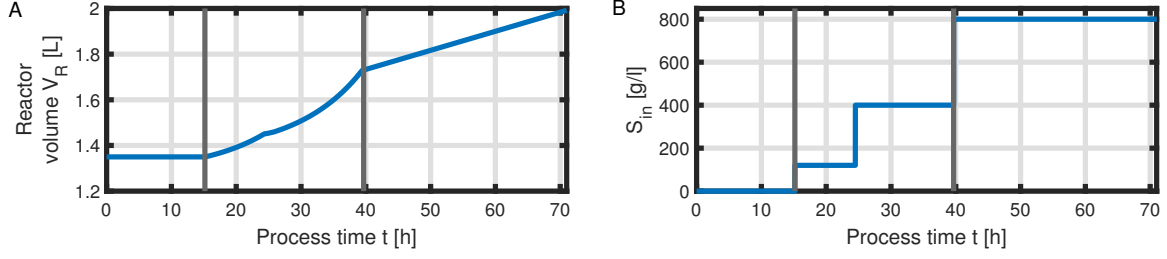 A
Reactor
volume V_R [L]
2
1.8
1.6
1.4
1.2
0 10 20 30 40 50 60 70
Process time t [h]
B
S_in [g/l]
800
600
400
200
0
0 10 20 30 40 50 60 70
Process time t [h]